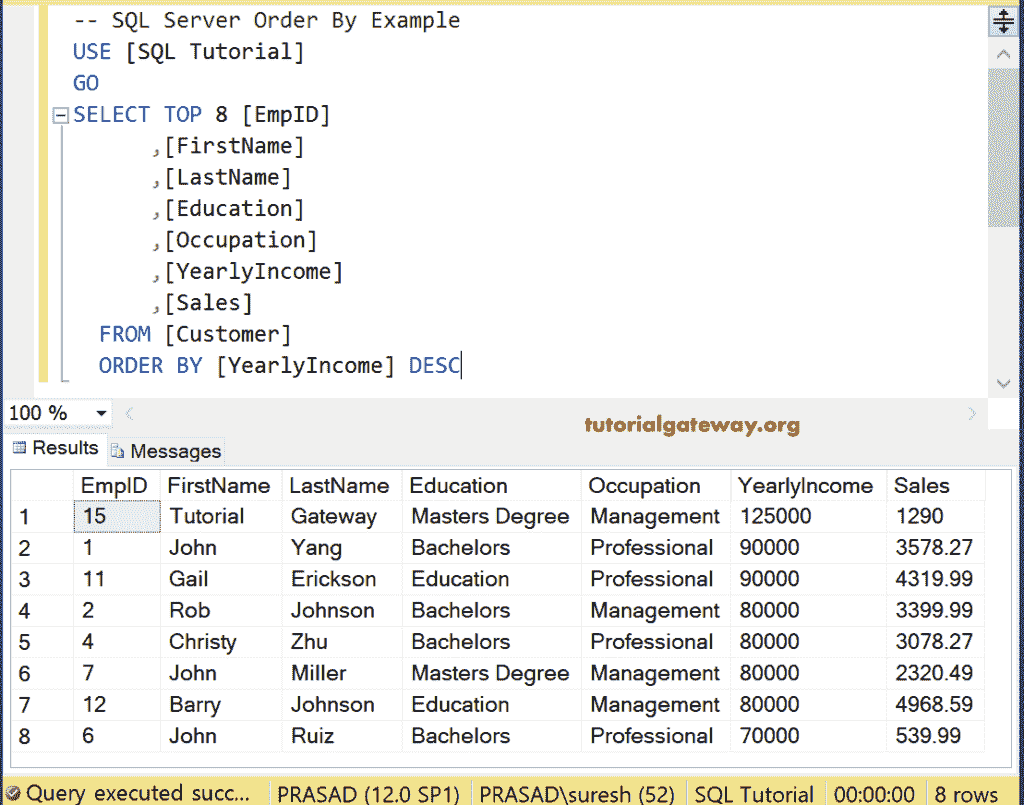 -- SQL Server Order By Example
USE [SQL Tutorial]
GO
SELECT TOP 8 [EmpID]
,[FirstName]
,[LastName]
,[Education]
,[Occupation]
,[YearlyIncome]
,[Sales]
FROM [Customer]
ORDER BY [YearlyIncome] DESC
100 %
tutorialgateway.org
Results Messages
EmpID FirstName LastName Education Occupation YearlyIncome Sales
1 15 Tutorial Gateway Masters Degree Management 125000 1290
2 1 John Yang Bachelors Professional 90000 3578.27
3 11 Gail Erickson Education Professional 90000 4319.99
4 2 Rob Johnson Bachelors Management 80000 3399.99
5 4 Christy Zhu Bachelors Professional 80000 3078.27
6 7 John Miller Masters Degree Management 80000 2320.49
7 12 Barry Johnson Education Management 80000 4968.59
8 6 John Ruiz Bachelors Professional 70000 539.99
Query executed succ... PRASAD (12.0 SP1) PRASAD\suresh (52) SQL Tutorial 00:00:00 8 rows